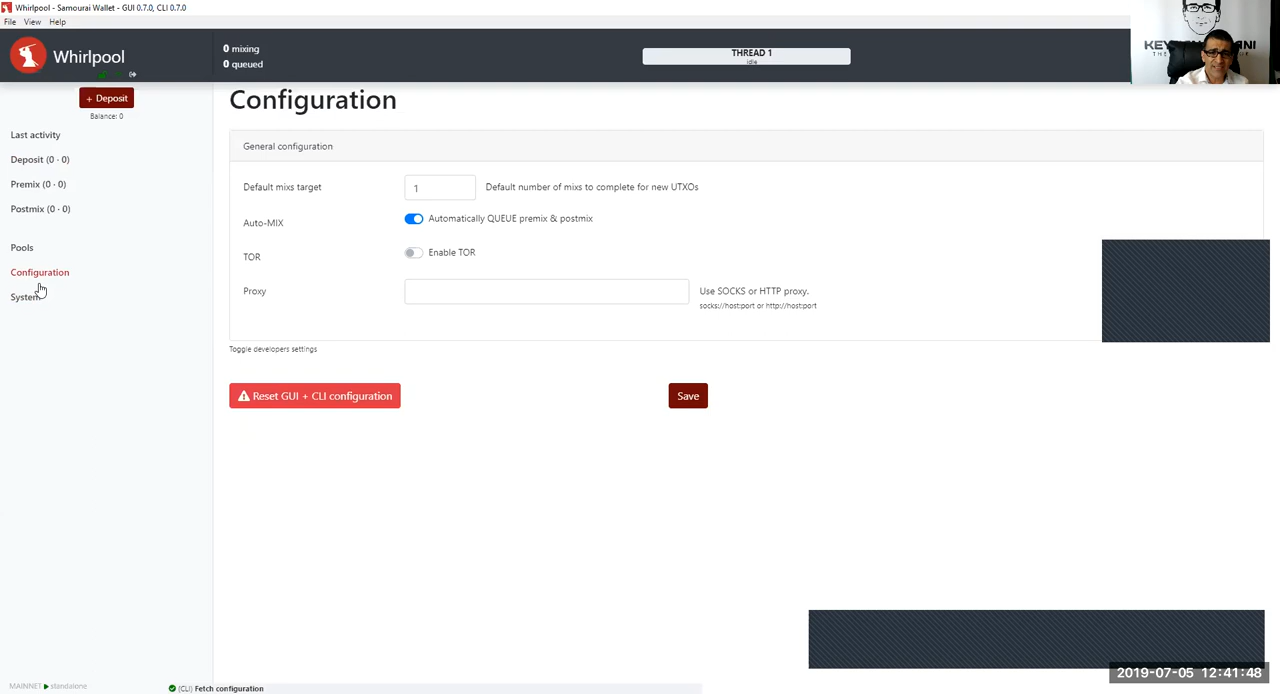 Whirlpool - Samourai Wallet - GUI 0.7.0, CLI 0.7.0
File View Help
Whirlpool
0 mixing
0 queued
THREAD 1
idle
+ Deposit
Balance: 0
Last activity
Deposit (0 - 0)
Premix (0 - 0)
Postmix (0 - 0)
Pools
Configuration
System
Configuration
General configuration
Default mixs target
1
Default number of mixs to complete for new UTXOs
Auto-MIX
Automatically QUEUE premix & postmix
TOR
Enable TOR
Proxy
Use SOCKS or HTTP proxy.
socks://host:port or http://host:port
Toggle developers settings
Reset GUI + CLI configuration
Save
MAINNET standalone
(CLI) Fetch configuration
2019-07-05 12:41:48